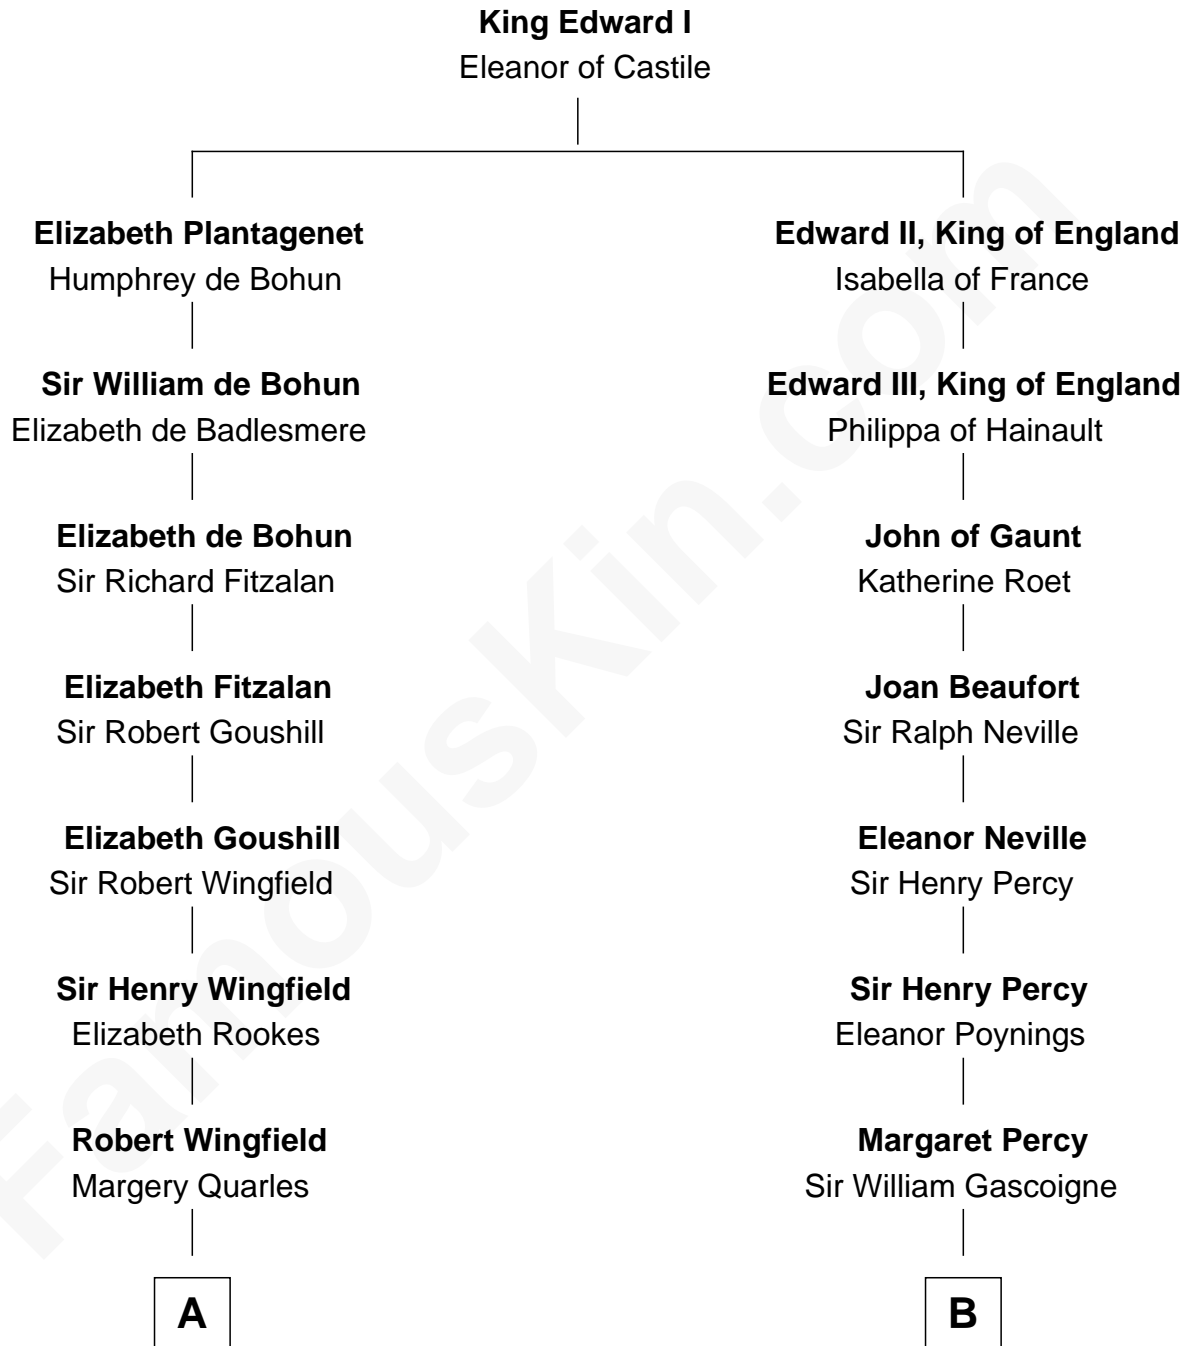 King Edward I
Eleanor of Castile
Elizabeth Plantagenet
Humphrey de Bohun
Edward II, King of England
Isabella of France
Sir William de Bohun
Elizabeth de Badlesmere
Edward III, King of England
Philippa of Hainault
Elizabeth de Bohun
Sir Richard Fitzalan
John of Gaunt
Katherine Roet
Elizabeth Fitzalan
Sir Robert Goushill
Joan Beaufort
Sir Ralph Neville
Elizabeth Goushill
Sir Robert Wingfield
Eleanor Neville
Sir Henry Percy
Sir Henry Wingfield
Elizabeth Rookes
Sir Henry Percy
Eleanor Poynings
Robert Wingfield
Margery Quarles
Margaret Percy
Sir William Gascoigne
A
B
FamousKin.com